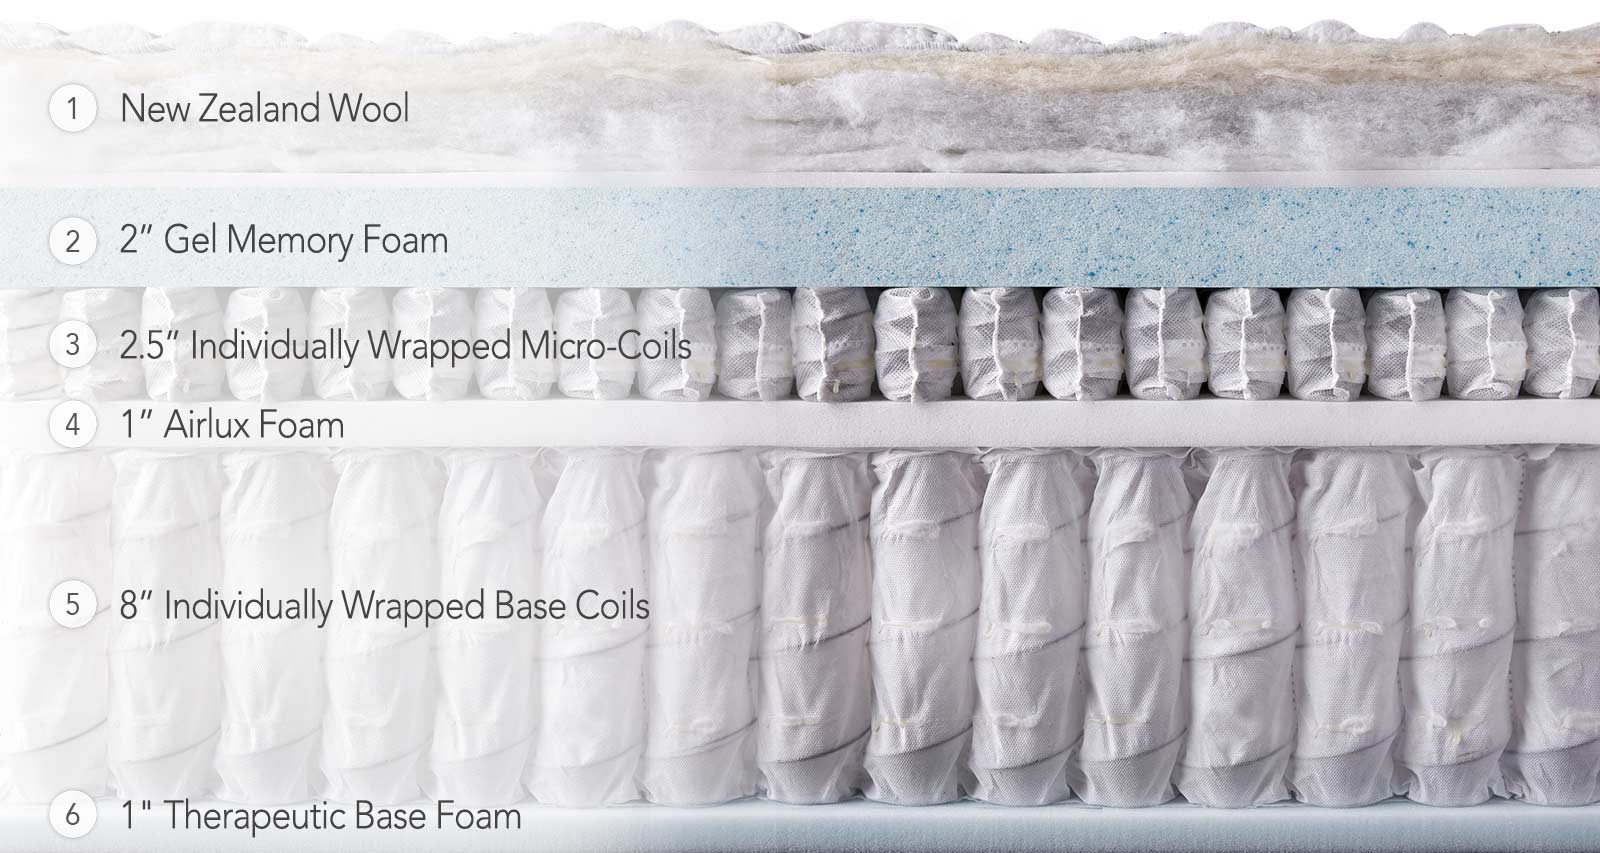 1 New Zealand Wool
2 2” Gel Memory Foam
3 2.5” Individually Wrapped Micro-Coils
4 1” Airlux Foam
5 8” Individually Wrapped Base Coils
6 1" Therapeutic Base Foam